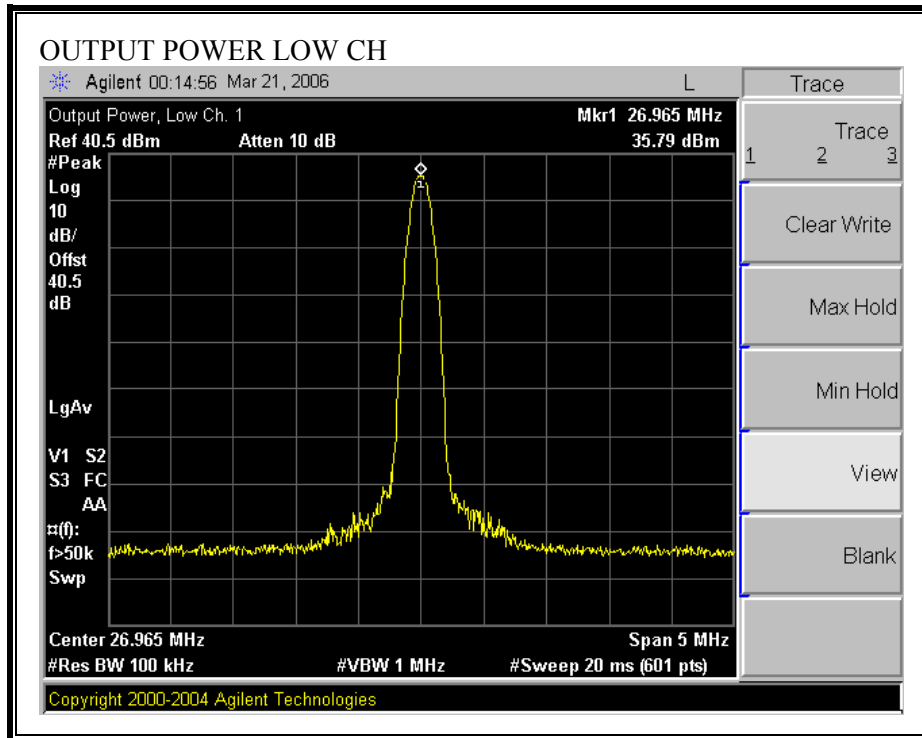 OUTPUT POWER LOW CH
Agilent 00:14:56 Mar 21, 2006 L
Output Power, Low Ch. 1 Mkr1 26.965 MHz
Ref 40.5 dBm Atten 10 dB 35.79 dBm
#Peak
Log
10
dB/
Offst
40.5
dB
1
LgAv
V1 S2
S3 FC
AA
¤(f):
f>50k
Swp
Center 26.965 MHz Span 5 MHz
#Res BW 100 kHz #VBW 1 MHz #Sweep 20 ms (601 pts)
Copyright 2000-2004 Agilent Technologies
Trace
Trace
1 2 3
Clear Write
Max Hold
Min Hold
View
Blank